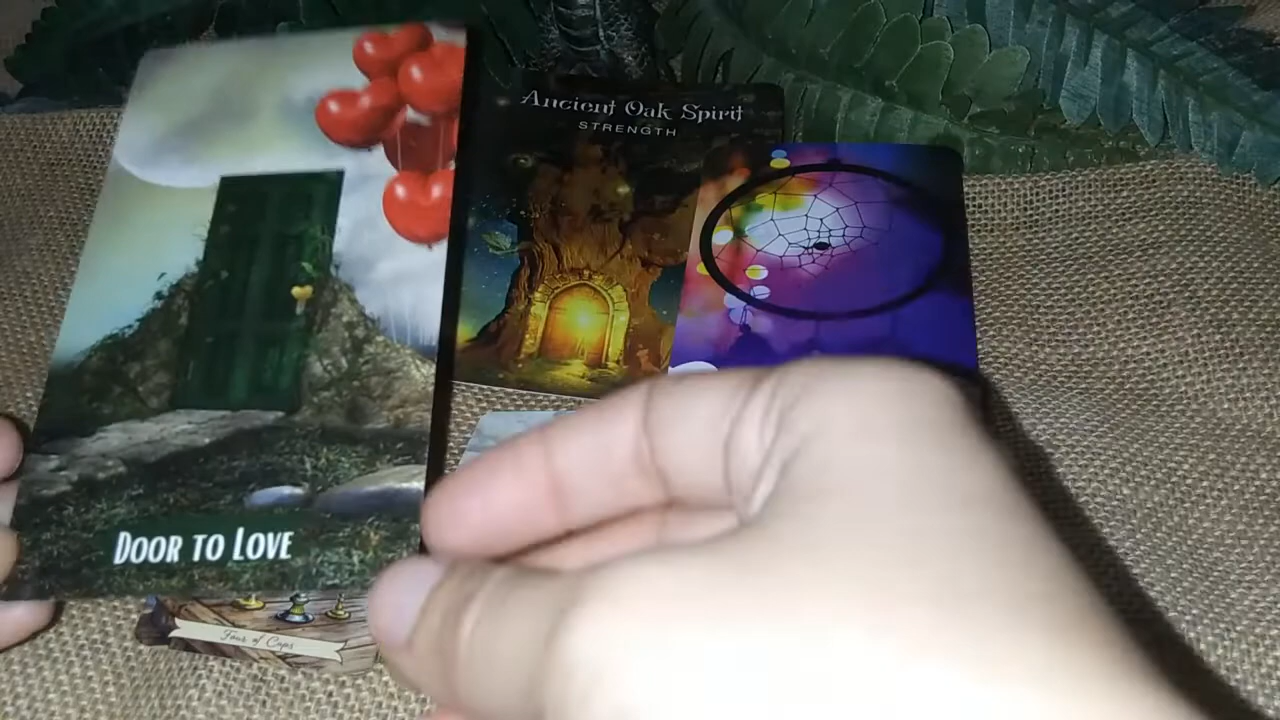 Ancient Oak Spirit
STRENGTH
DOOR TO LOVE
Four of Cups